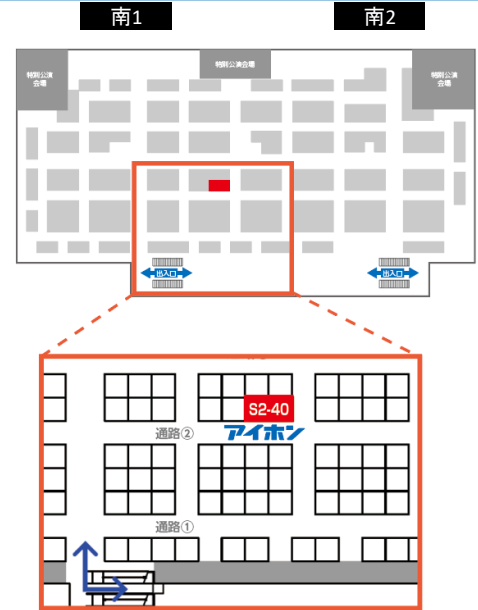 南1
南2
特別公演
会場
特別公演会場
特別公演
会場
出入口
出入口
S2-40
通路②
アイホン
通路①